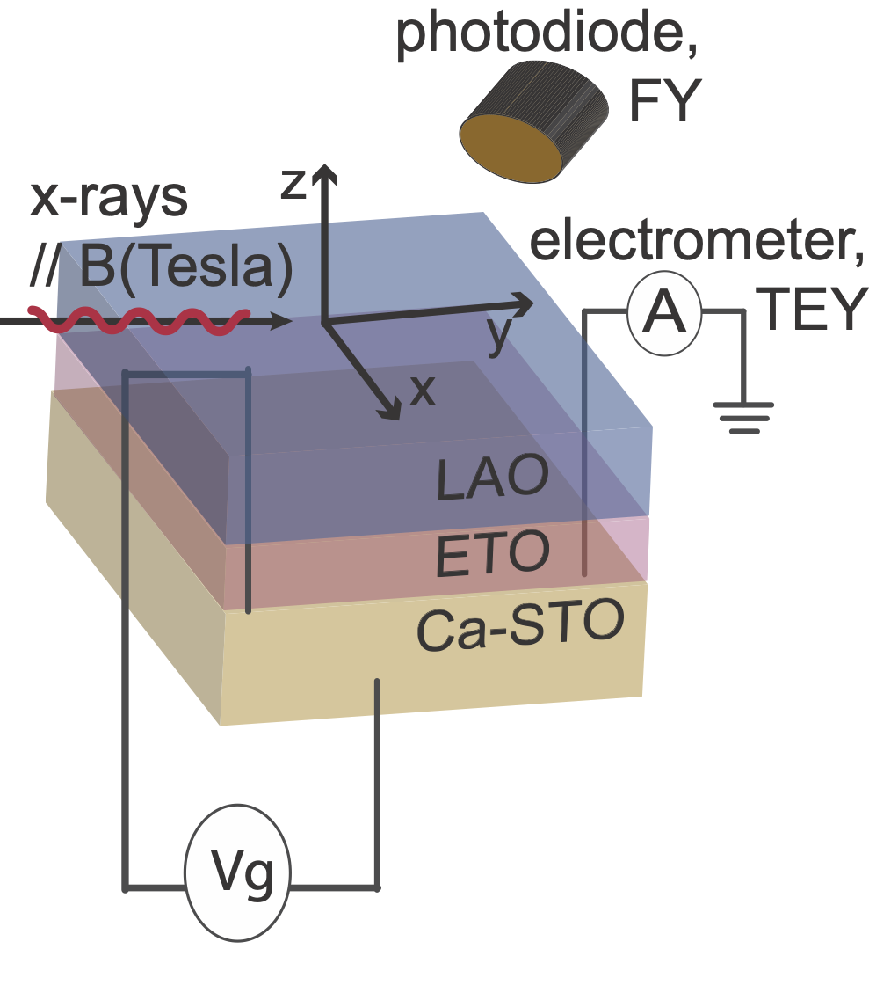 photodiode,
FY
x-rays
// B(Tesla)
z
y
x
electrometer,
A
TEY
LAO
ETO
Ca-STO
Vg